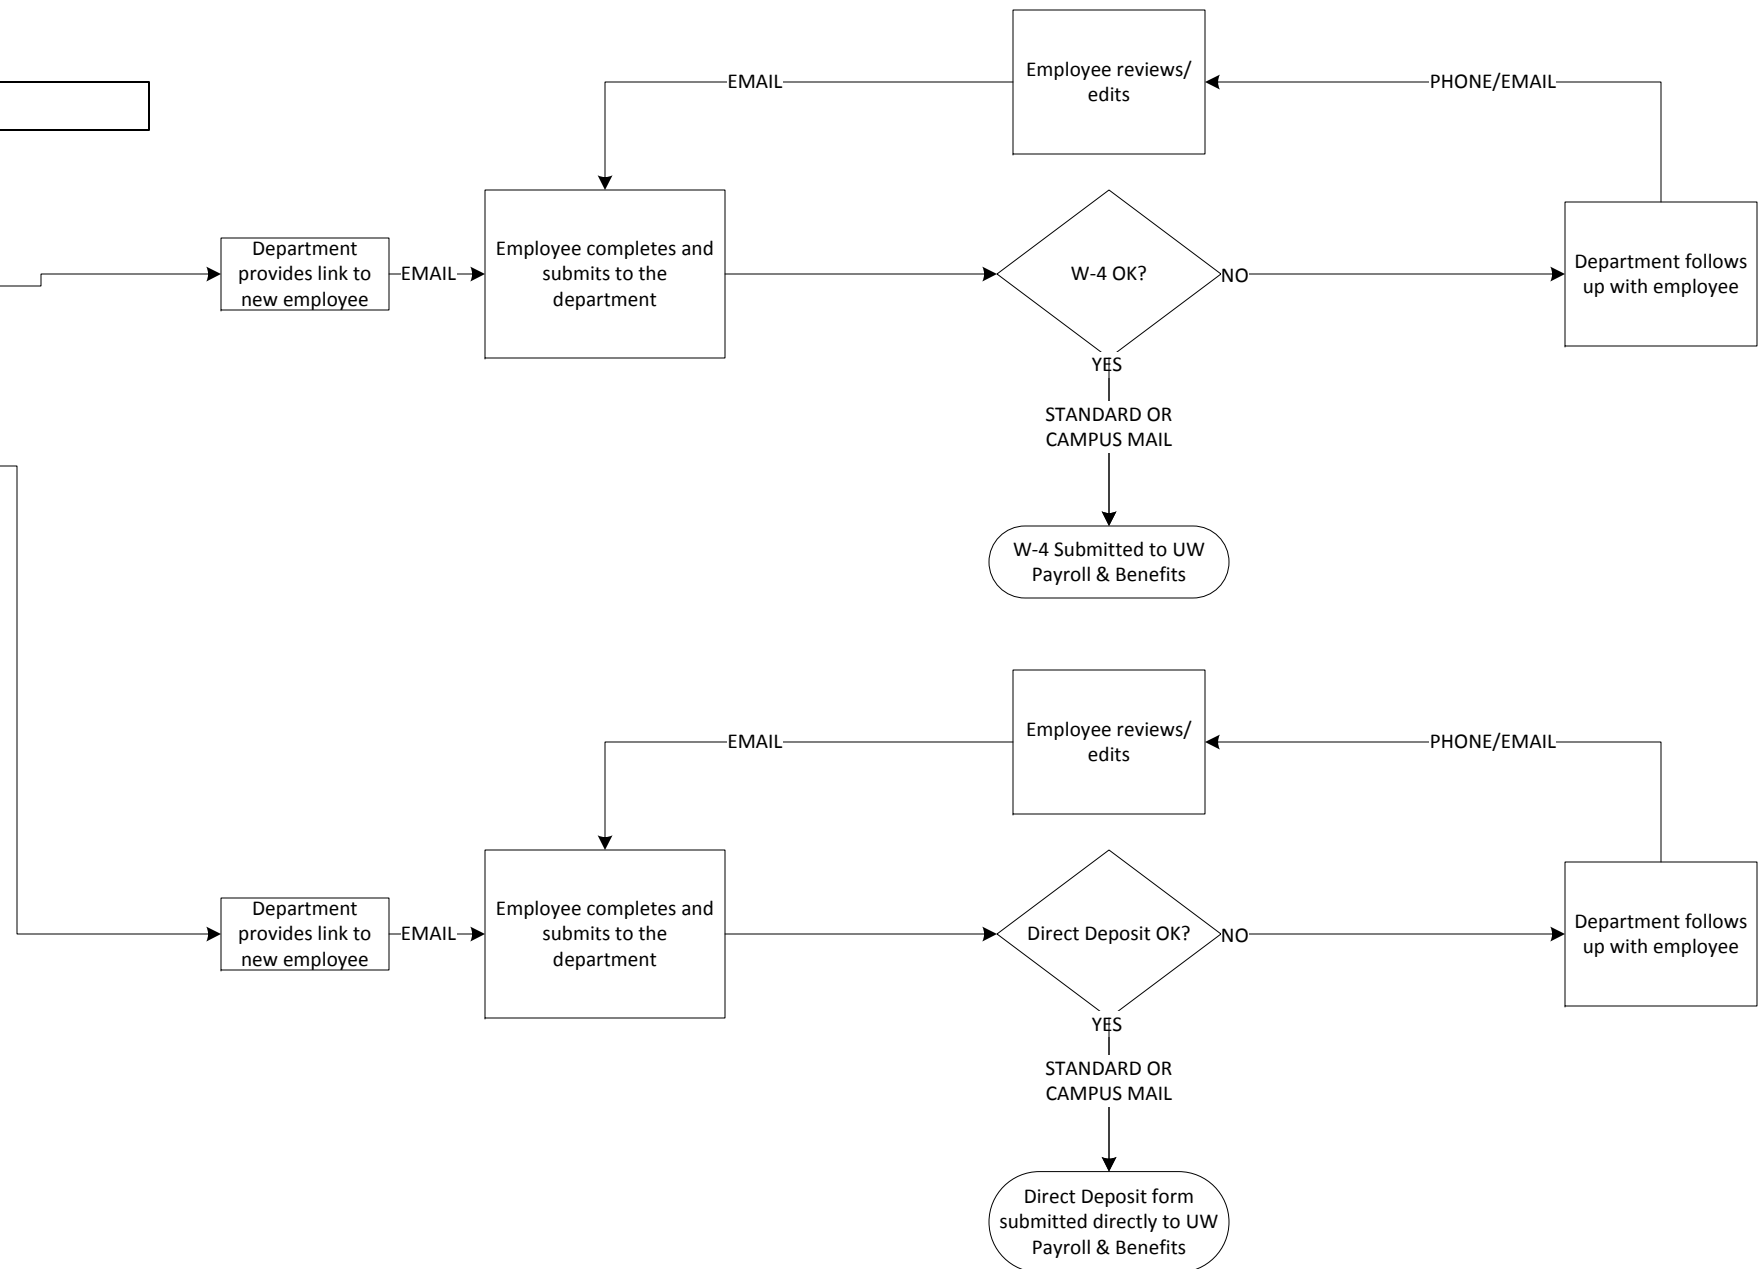 EMAIL
Employee reviews/
edits
PHONE/EMAIL
Department
provides link to
new employee
EMAIL
Employee completes and
submits to the
department
W-4 OK?
NO
Department follows
up with employee
YES
STANDARD OR
CAMPUS MAIL
W-4 Submitted to UW
Payroll & Benefits
EMAIL
Employee reviews/
edits
PHONE/EMAIL
Department
provides link to
new employee
EMAIL
Employee completes and
submits to the
department
Direct Deposit OK?
NO
Department follows
up with employee
YES
STANDARD OR
CAMPUS MAIL
Direct Deposit form
submitted directly to UW
Payroll & Benefits